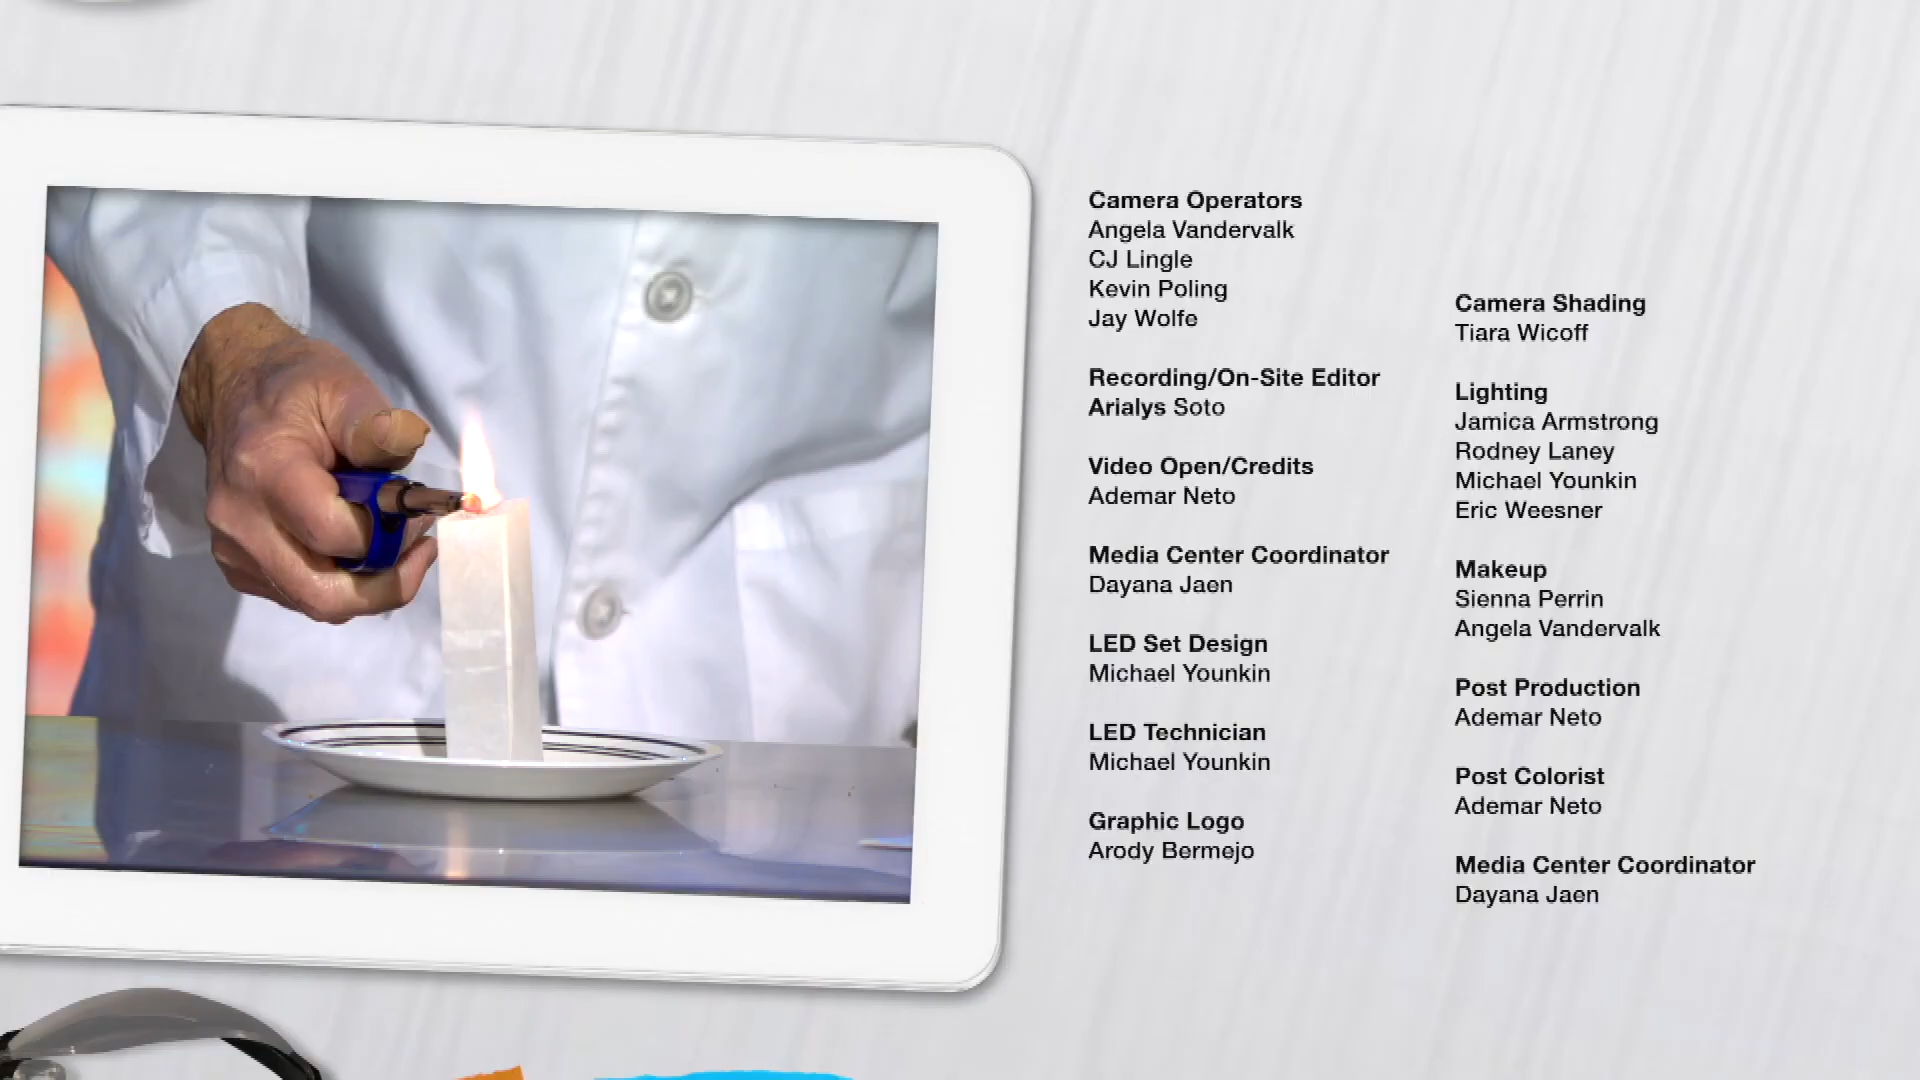 Camera Operators
Angela Vandervalk
CJ Lingle
Kevin Poling
Jay Wolfe
Recording/On-Site Editor
Arialys Soto
Video Open/Credits
Ademar Neto
Media Center Coordinator
Dayana Jaen
LED Set Design
Michael Younkin
LED Technician
Michael Younkin
Graphic Logo
Arody Bermejo
Camera Shading
Tiara Wicoff
Lighting
Jamica Armstrong
Rodney Laney
Michael Younkin
Eric Weesner
Makeup
Sienna Perrin
Angela Vandervalk
Post Production
Ademar Neto
Post Colorist
Ademar Neto
Media Center Coordinator
Dayana Jaen